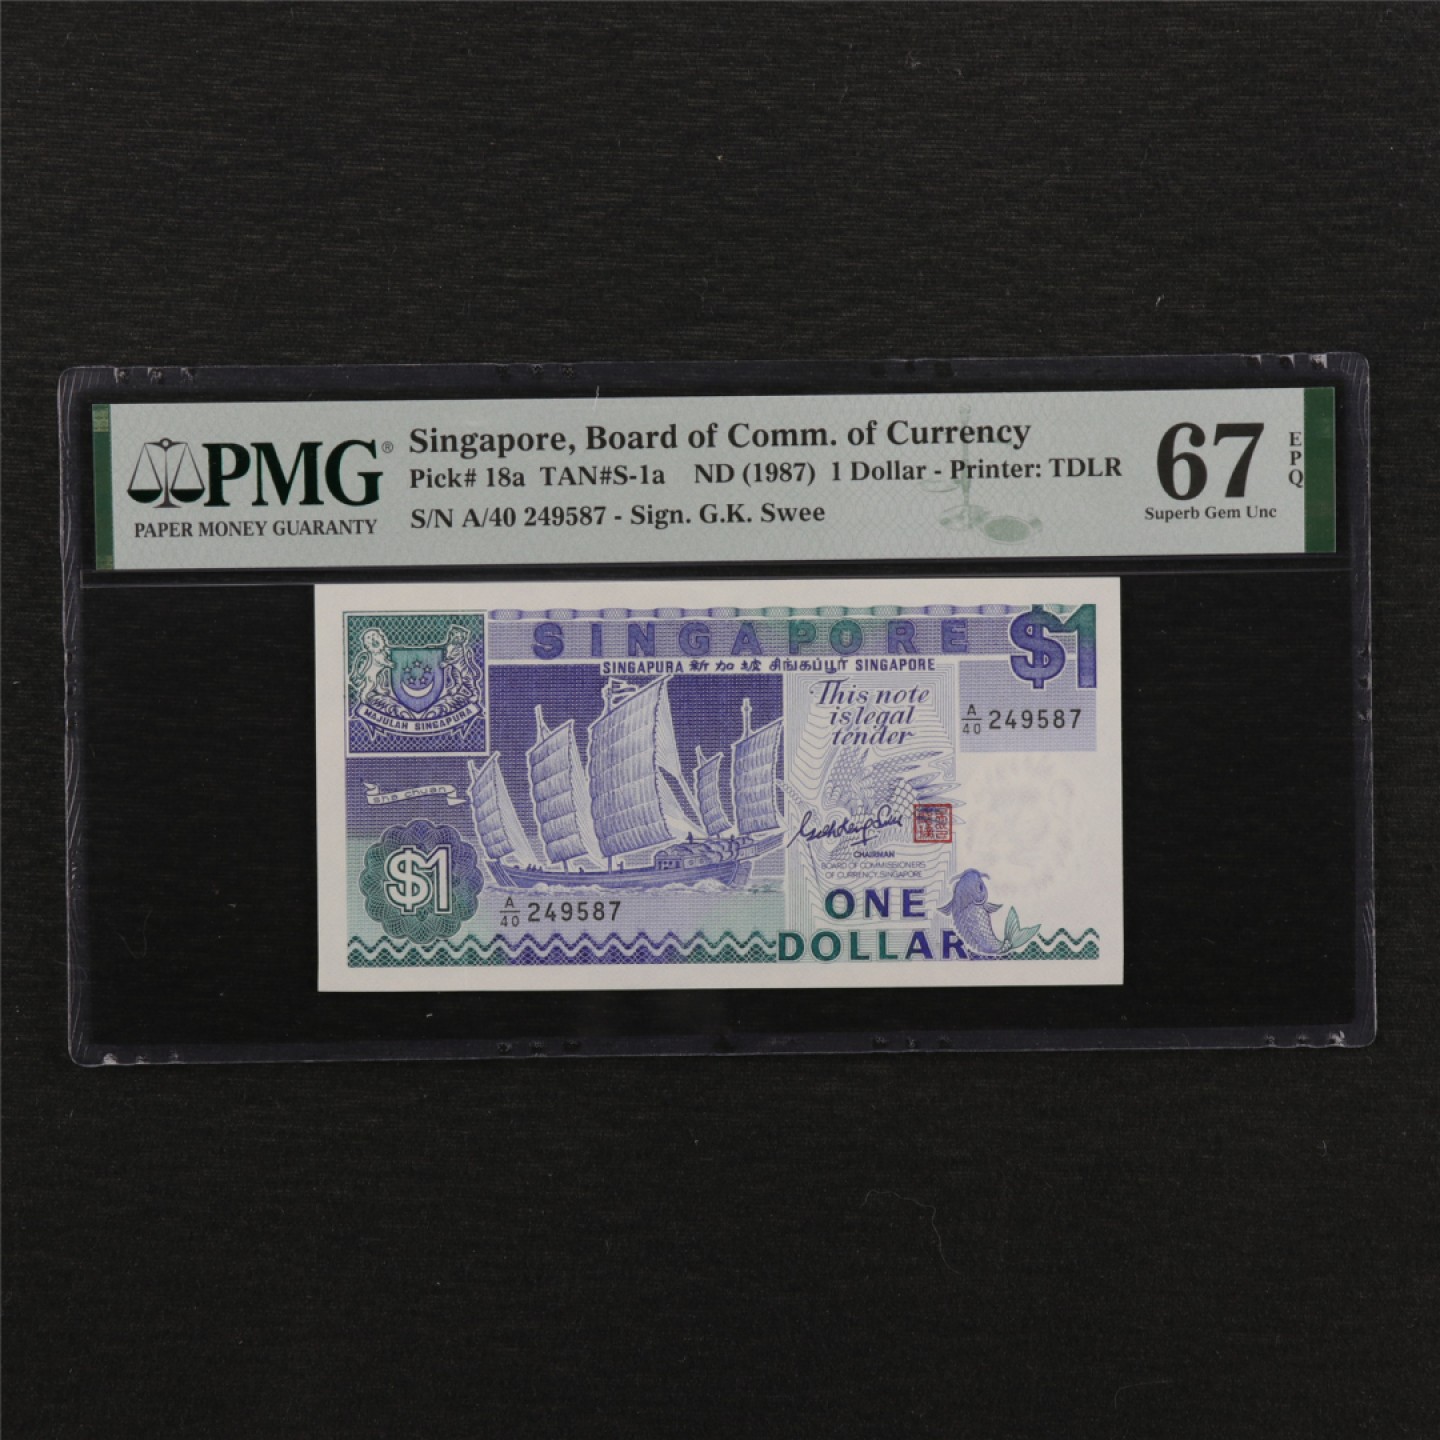 PMG®
PAPER MONEY GUARANTY
Singapore, Board of Comm. of Currency
Pick# 18a TAN#S-1a ND (1987) 1 Dollar - Printer: TDLR
S/N A/40 249587 - Sign. G.K. Swee
67
EPQ
Superb Gem Unc
SINGAPORE
$1
SINGAPURA 新加坡 சிங்கப்பூர் SINGAPORE
MAJULAH SINGAPURA
This note
is legal
tender
A/40 249587
sha chuan
$1
CHAIRMAN
BOARD OF COMMISSIONERS
OF CURRENCY, SINGAPORE
A/40 249587
ONE
DOLLAR